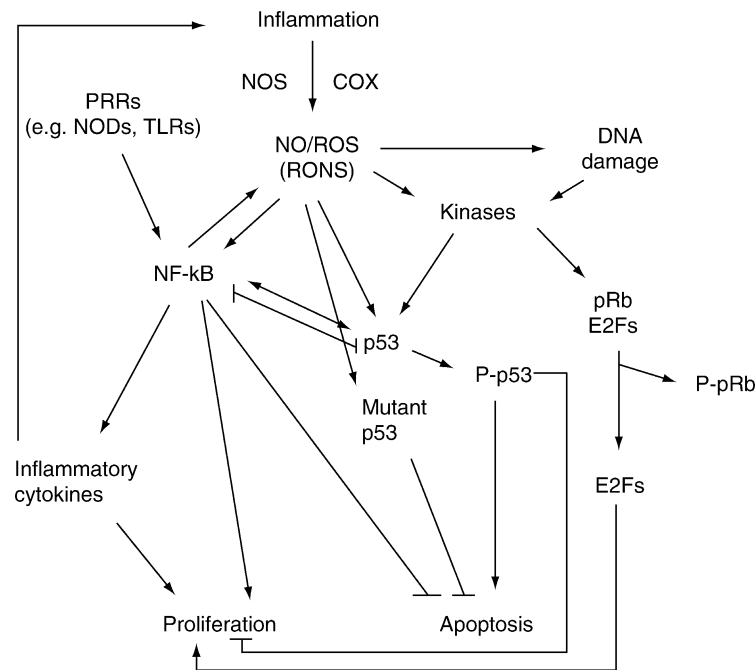 Inflammation
NOS
COX
PRRs
(e.g. NODs, TLRs)
NO/ROS
(RONS)
DNA
damage
Kinases
NF-kB
pRb
E2Fs
p53
P-p53
P-pRb
Mutant
p53
Inflammatory
cytokines
E2Fs
Proliferation
Apoptosis